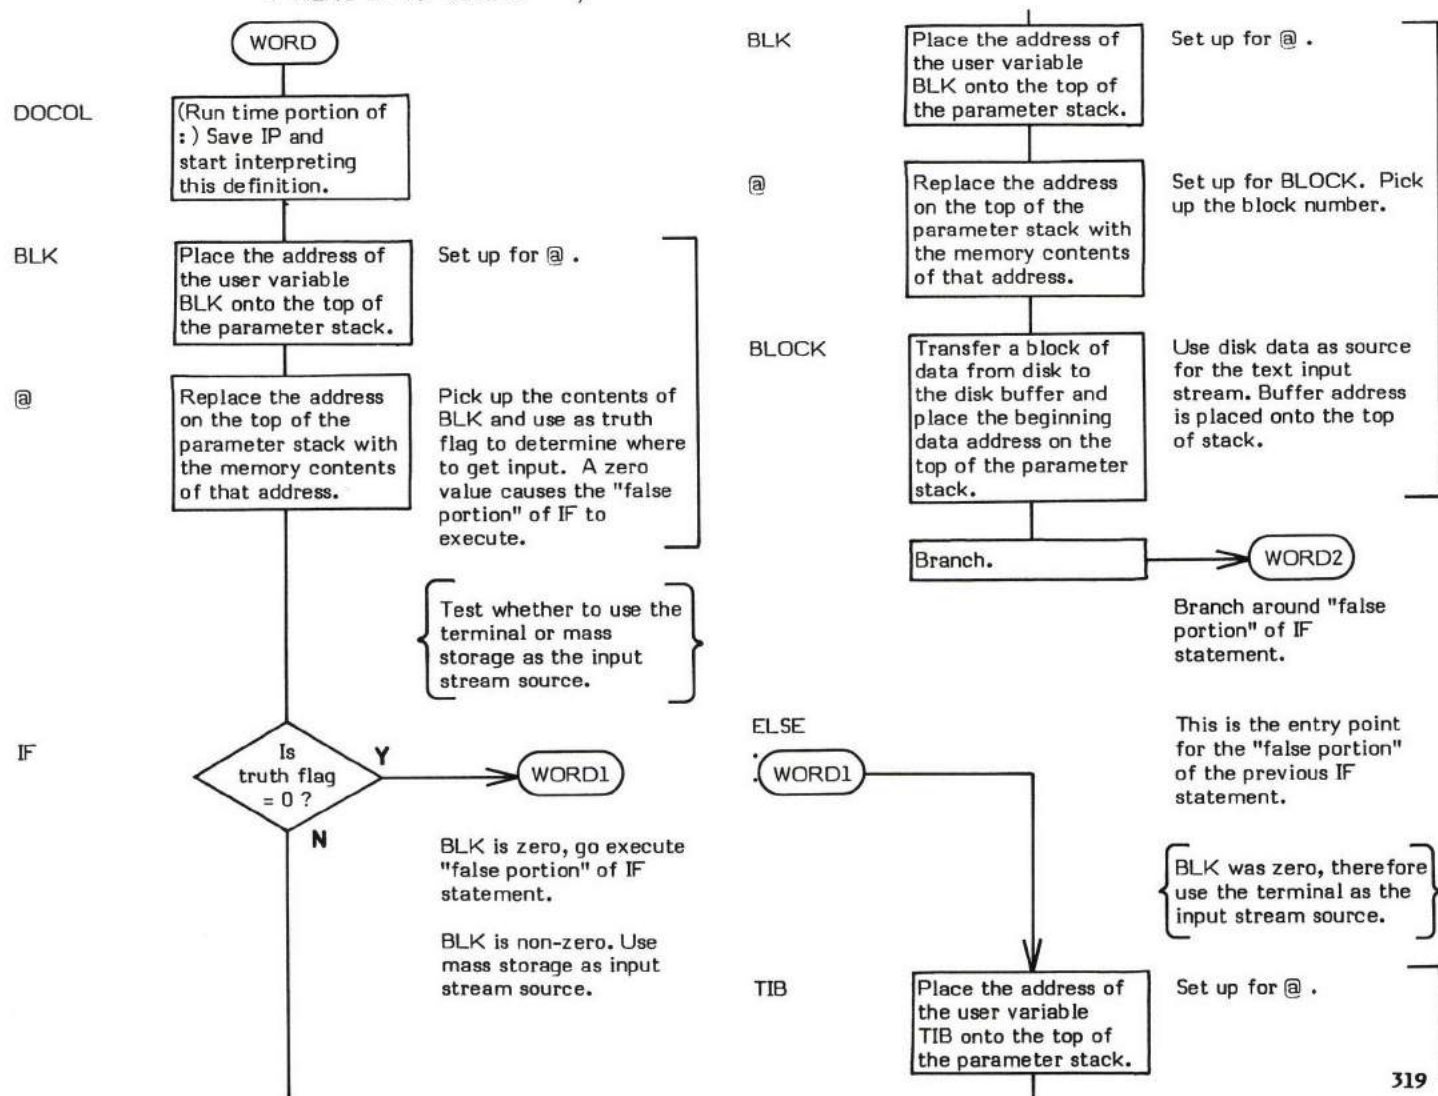 WORD
DOCOL
(Run time portion of
: ) Save IP and
start interpreting
this definition.
BLK
Place the address of
the user variable
BLK onto the top of
the parameter stack.
Set up for @ .
@
Replace the address
on the top of the
parameter stack with
the memory contents
of that address.
Pick up the contents of
BLK and use as truth
flag to determine where
to get input. A zero
value causes the "false
portion" of IF to
execute.
Test whether to use the
terminal or mass
storage as the input
stream source.
IF
Is
truth flag
= 0 ?
Y
WORD1
N
BLK is zero, go execute
"false portion" of IF
statement.
BLK is non-zero. Use
mass storage as input
stream source.
BLK
Place the address of
the user variable
BLK onto the top of
the parameter stack.
Set up for @ .
@
Replace the address
on the top of the
parameter stack with
the memory contents
of that address.
Set up for BLOCK. Pick
up the block number.
BLOCK
Transfer a block of
data from disk to
the disk buffer and
place the beginning
data address on the
top of the parameter
stack.
Use disk data as source
for the text input
stream. Buffer address
is placed onto the top
of stack.
Branch.
WORD2
Branch around "false
portion" of IF
statement.
ELSE
:
WORD1
This is the entry point
for the "false portion"
of the previous IF
statement.
BLK was zero, therefore
use the terminal as the
input stream source.
TIB
Place the address of
the user variable
TIB onto the top of
the parameter stack.
Set up for @ .
319